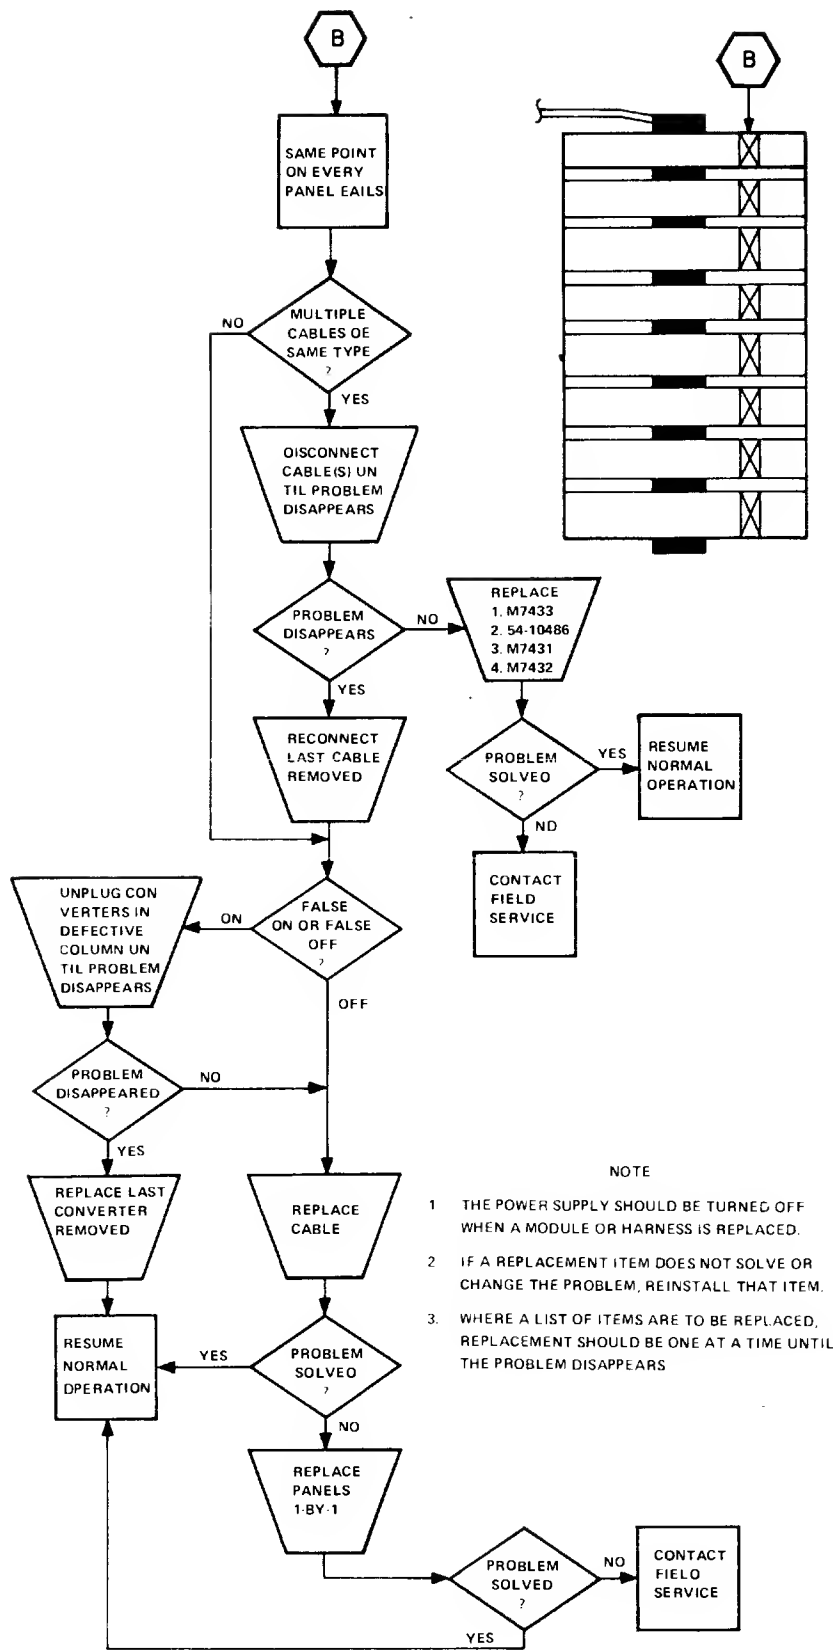 B
B
SAME POINT
ON EVERY
PANEL EAILS
MULTIPLE
CABLES OE
SAME TYPE
?
NO
YES
OISCONNECT
CABLE(S) UN
TIL PROBLEM
DISAPPEARS
PROBLEM
DISAPPEARS
?
NO
YES
REPLACE
1. M7433
2. 54-10486
3. M7431
4. M7432
RECONNECT
LAST CABLE
REMOVED
PROBLEM
SOLVED
?
YES
ND
RESUME
NORMAL
OPERATION
CONTACT
FIELD
SERVICE
FALSE
ON OR FALSE
OFF
?
ON
OFF
UNPLUG CON
VERTERS IN
DEFECTIVE
COLUMN UN
TIL PROBLEM
DISAPPEARS
PROBLEM
DISAPPEARED
?
NO
YES
REPLACE LAST
CONVERTER
REMOVED
REPLACE
CABLE
RESUME
NORMAL
DPERATION
YES
PROBLEM
SOLVEO
?
NO
REPLACE
PANELS
1-BY-1
PROBLEM
SOLVED
?
NO
YES
CONTACT
FIELD
SERVICE
NOTE
1 THE POWER SUPPLY SHOULD BE TURNED OFF
WHEN A MODULE OR HARNESS IS REPLACED.
2 IF A REPLACEMENT ITEM DOES NOT SOLVE OR
CHANGE THE PROBLEM, REINSTALL THAT ITEM.
3. WHERE A LIST OF ITEMS ARE TO BE REPLACED,
REPLACEMENT SHOULD BE ONE AT A TIME UNTIL
THE PROBLEM DISAPPEARS